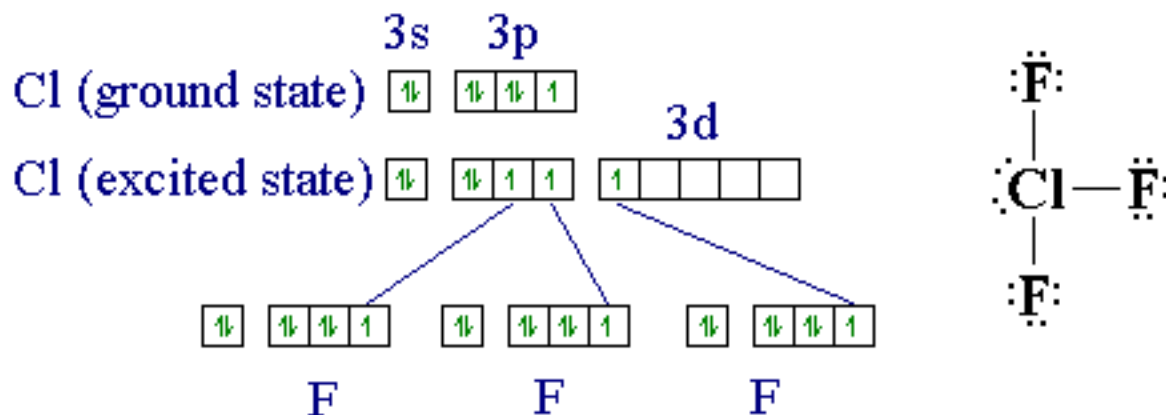 3s 3p
Cl (ground state)
3d
Cl (excited state)
F F F
F
Cl F
F